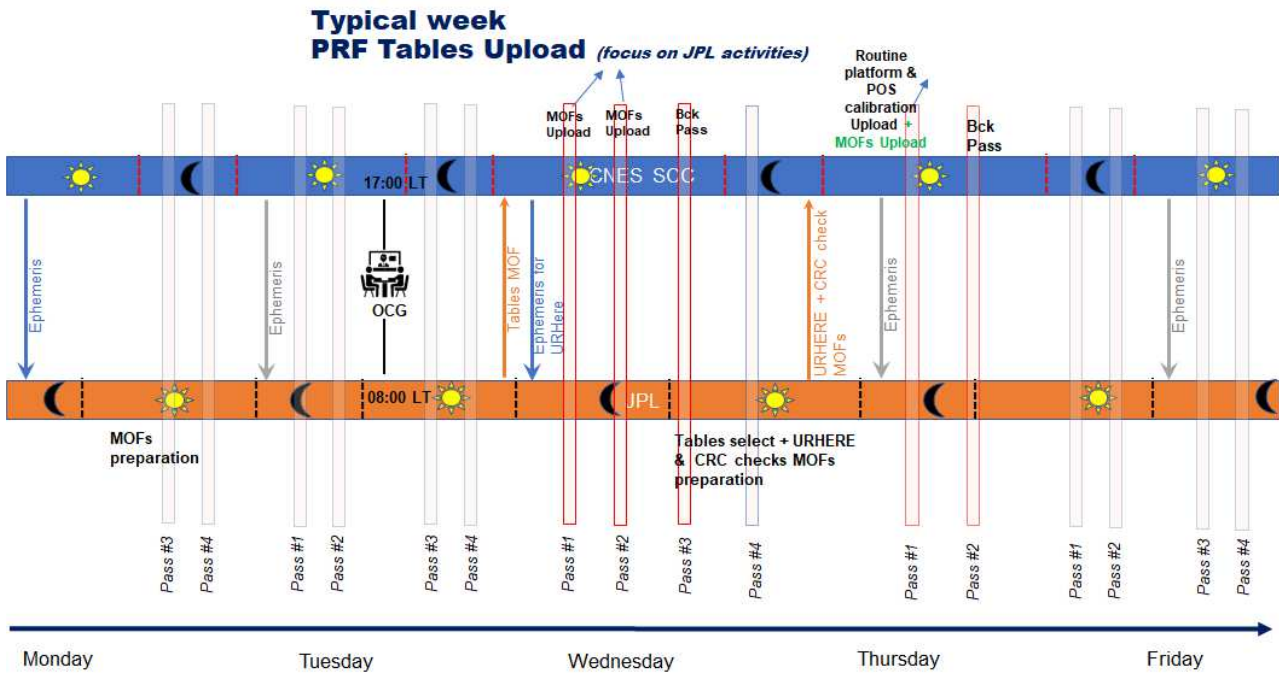 Typical week
PRF Tables Upload (focus on JPL activities)
Routine
platform &
POS
calibration
Upload +
MOFs Upload
MOFs
Upload
MOFs
Upload
Bck
Pass
Bck
Pass
17:00 LT
CNES SCC
Ephemeris
Ephemeris
OCG
Tables MOF
Ephemeris for
URHere
URHERE + CRC check
MOFs
Ephemeris
Ephemeris
08:00 LT
JPL
MOFs
preparation
Tables select + URHERE
& CRC checks MOFs
preparation
Pass #3
Pass #4
Pass #1
Pass #2
Pass #3
Pass #4
Pass #1
Pass #2
Pass #3
Pass #4
Pass #1
Pass #2
Pass #1
Pass #2
Pass #3
Pass #4
Monday
Tuesday
Wednesday
Thursday
Friday